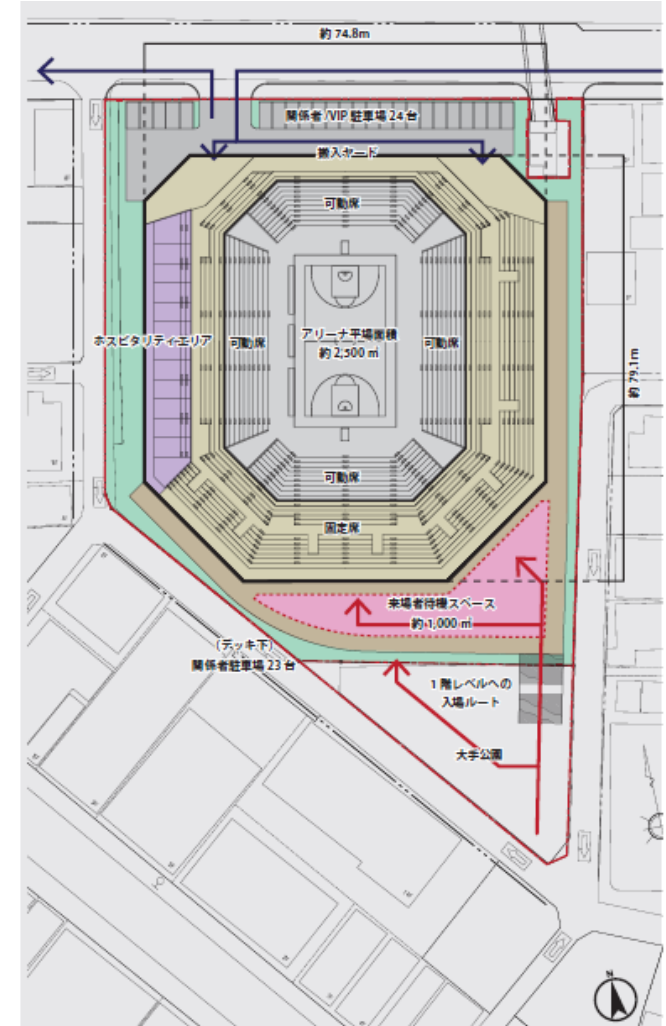 約 74.8m
関係者/VIP 駐車場 24 台
搬入ヤード
可動席
ホスピタリティエリア
可動席
アリーナ平場面積
約 2,500 ㎡
可動席
約 79.1m
可動席
固定席
来場者待機スペース
約 1,000 ㎡
(デッキ下)
関係者駐車場 23 台
1 階レベルへの
入場ルート
大手公園
N